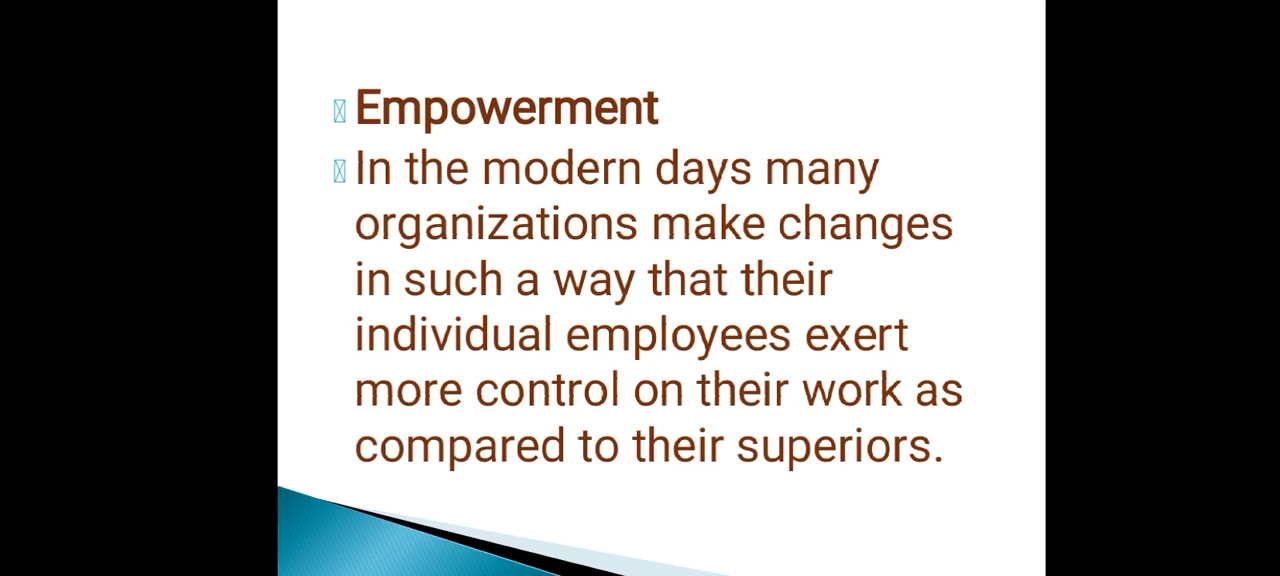 Empowerment
In the modern days many
organizations make changes
in such a way that their
individual employees exert
more control on their work as
compared to their superiors.